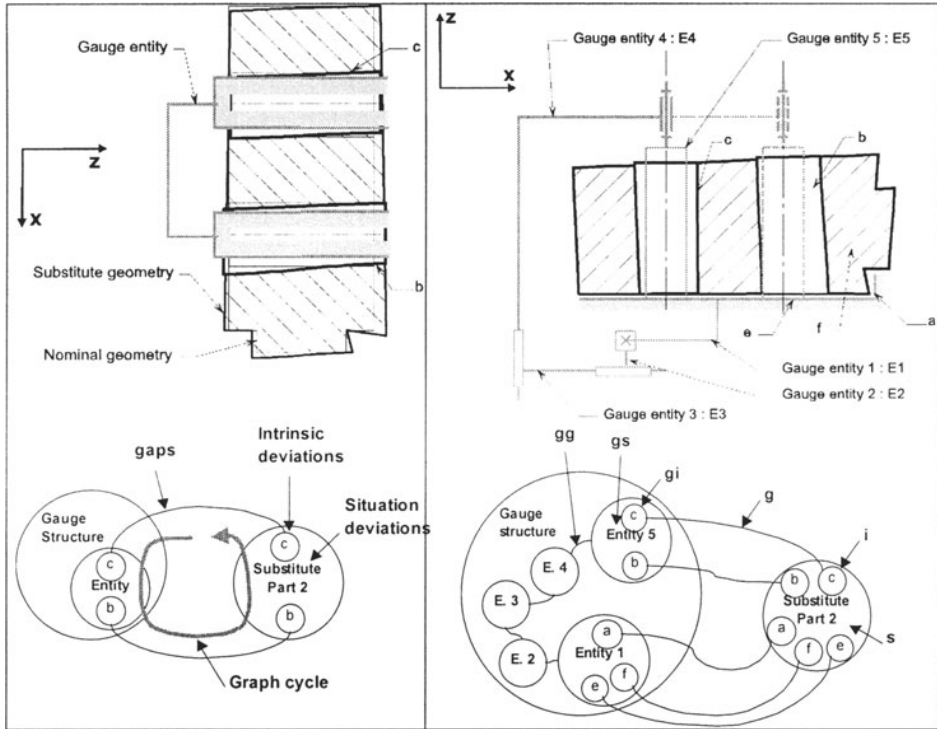 Gauge entity
c
z
x
Substitute geometry
b
Nominal geometry
gaps
Intrinsic
deviations
Situation
deviations
Gauge
Structure
c
Entity
b
c
Substitute
Part 2
b
Graph cycle
z
x
Gauge entity 4 : E4
Gauge entity 5 : E5
c
b
e
f
a
Gauge entity 1 : E1
Gauge entity 2 : E2
Gauge entity 3 : E3
gg
gs
gi
g
i
Gauge
structure
c
Entity 5
b
E. 4
E. 3
E. 2
a
Entity 1
e
f
b
c
Substitute
Part 2
a
f
e
s